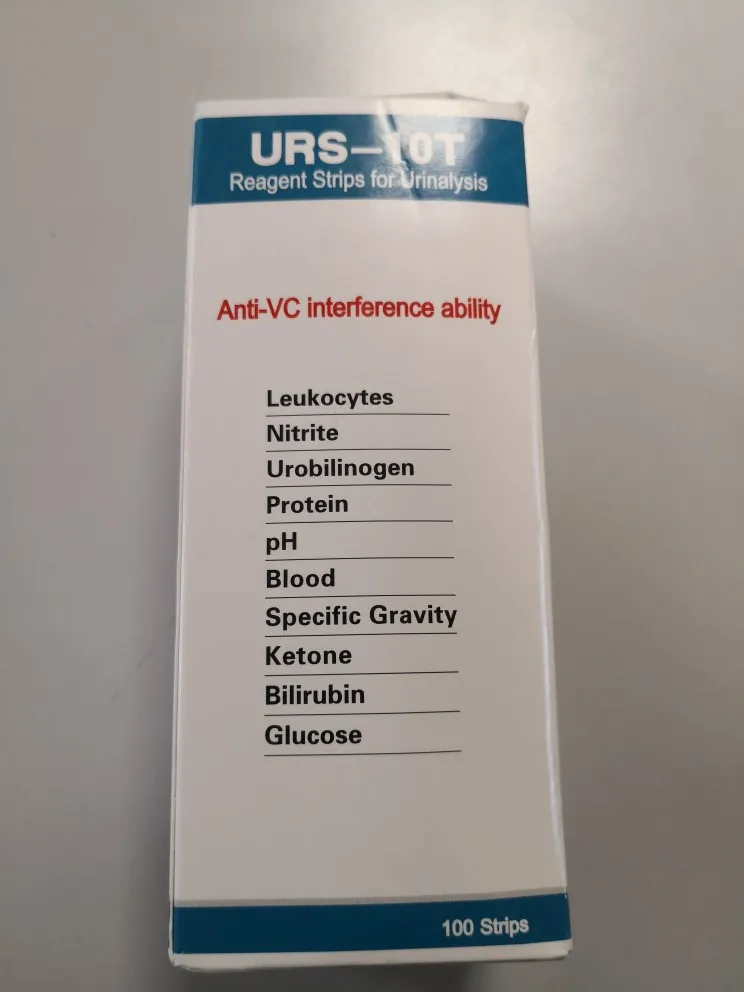 URS-10T
Reagent Strips for Urinalysis
Anti-VC interference ability
Leukocytes
Nitrite
Urobilinogen
Protein
pH
Blood
Specific Gravity
Ketone
Bilirubin
Glucose
100 Strips